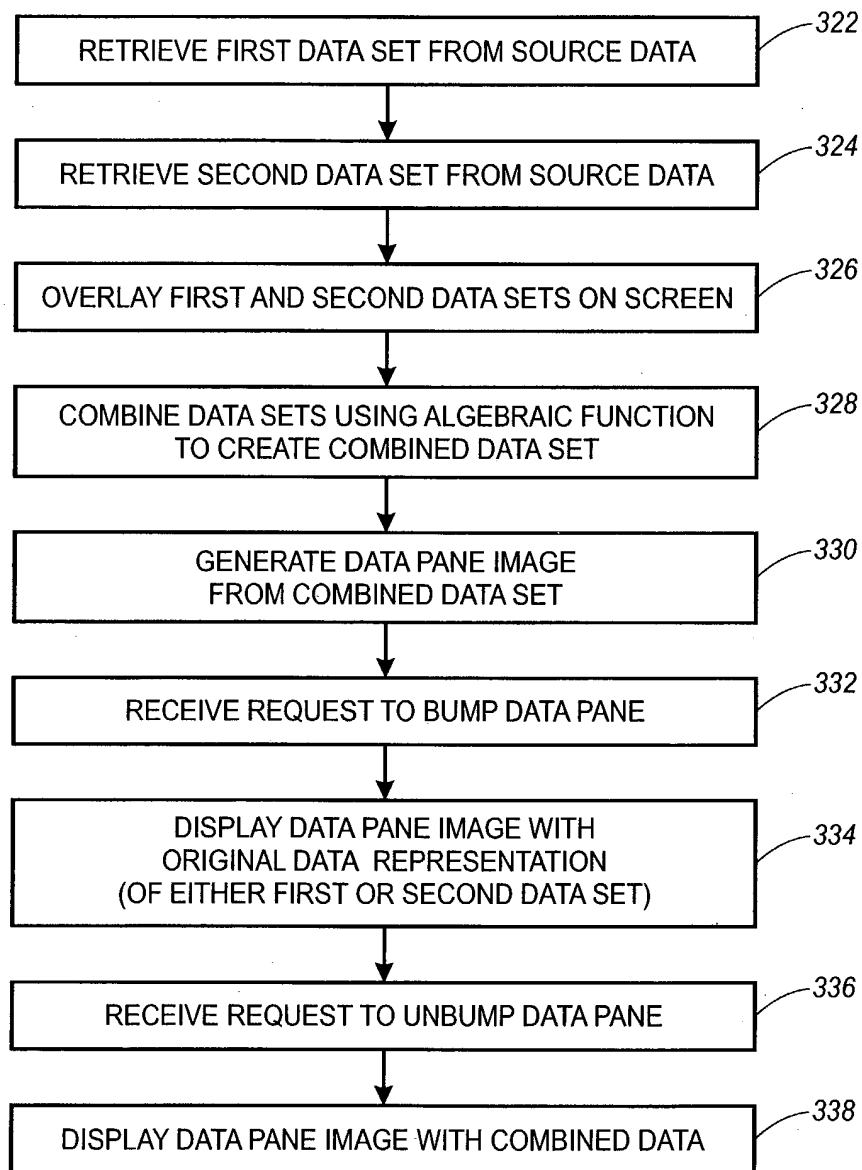 RETRIEVE FIRST DATA SET FROM SOURCE DATA
322
RETRIEVE SECOND DATA SET FROM SOURCE DATA
324
OVERLAY FIRST AND SECOND DATA SETS ON SCREEN
326
COMBINE DATA SETS USING ALGEBRAIC FUNCTION
TO CREATE COMBINED DATA SET
328
GENERATE DATA PANE IMAGE
FROM COMBINED DATA SET
330
RECEIVE REQUEST TO BUMP DATA PANE
332
DISPLAY DATA PANE IMAGE WITH
ORIGINAL DATA REPRESENTATION
(OF EITHER FIRST OR SECOND DATA SET)
334
RECEIVE REQUEST TO UNBUMP DATA PANE
336
DISPLAY DATA PANE IMAGE WITH COMBINED DATA
338